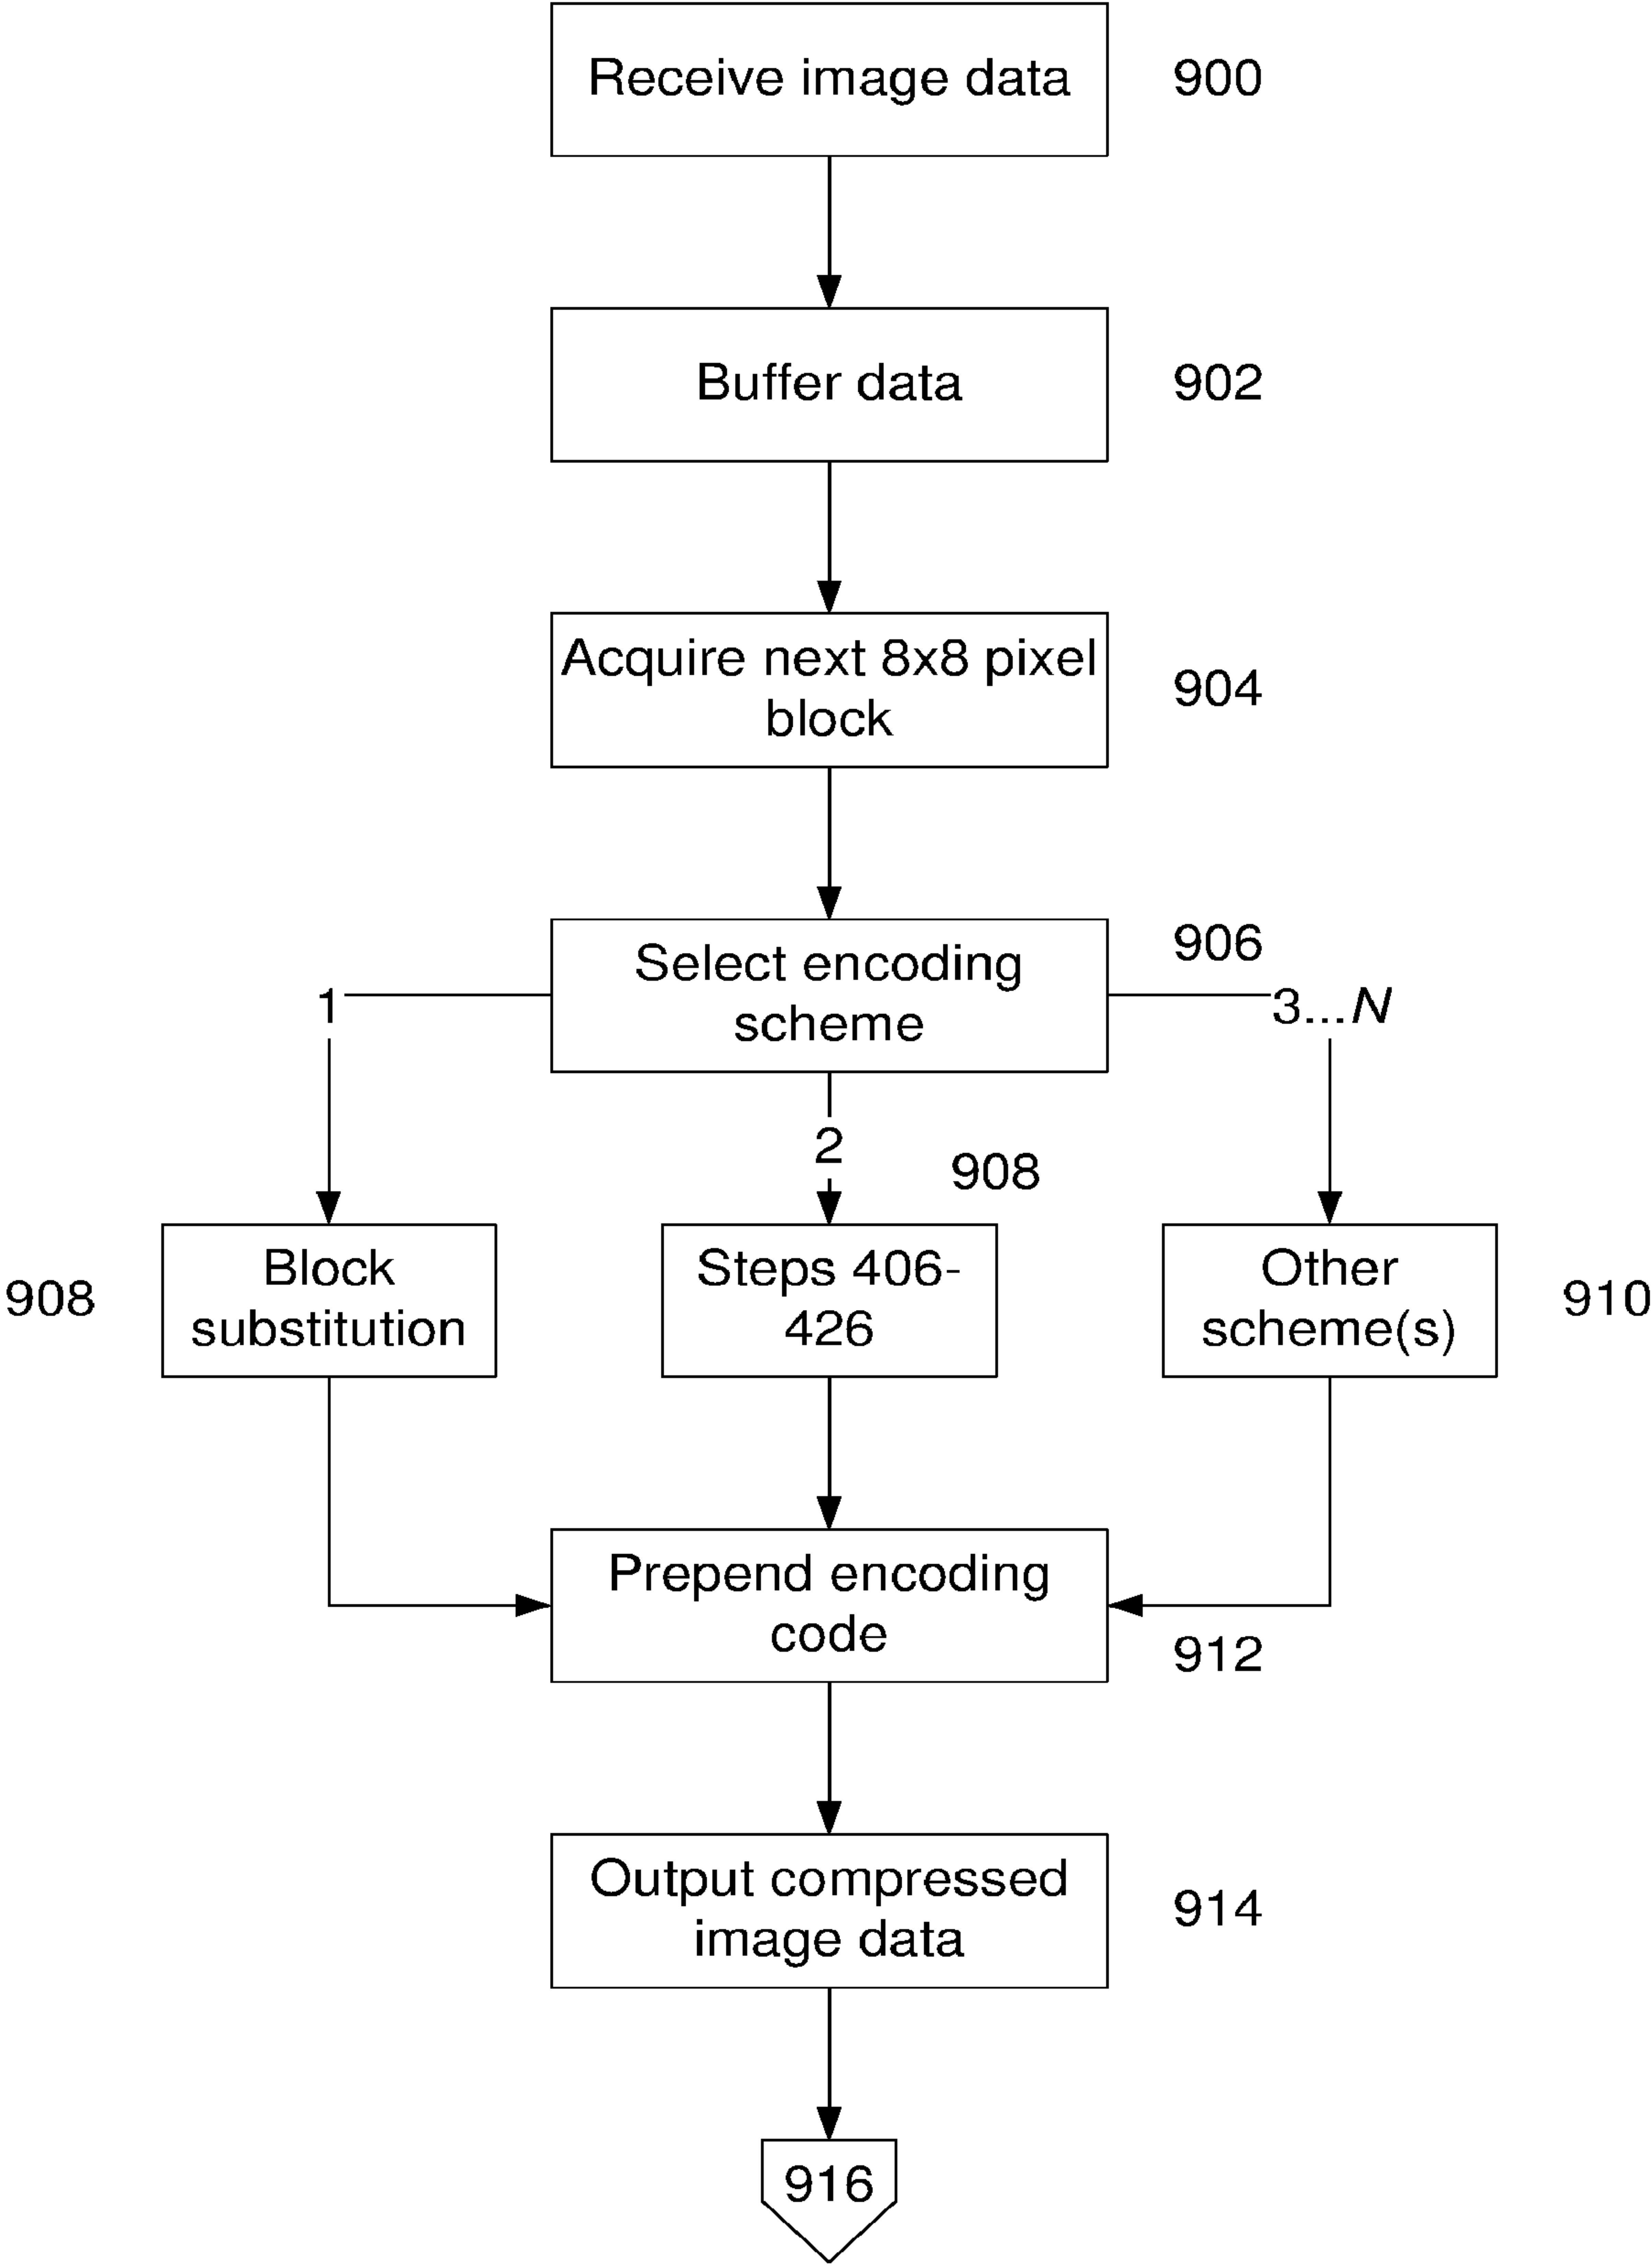 Receive image data
900
Buffer data
902
Acquire next 8x8 pixel
block
904
Select encoding
scheme
906
1
2
3...N
908
Block
substitution
908
Steps 406-
426
Other
scheme(s)
910
Prepend encoding
code
912
Output compressed
image data
914
916